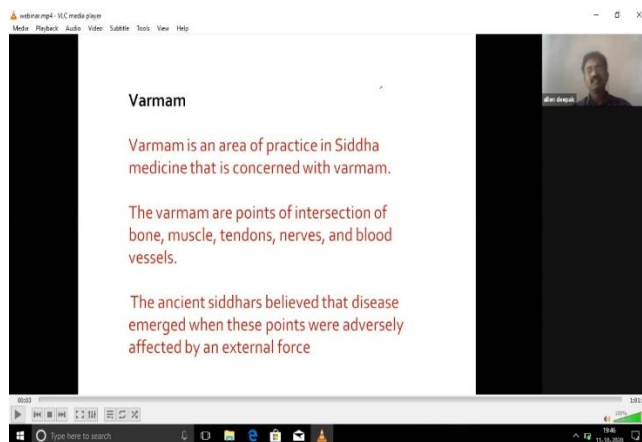 webinar.mp4 - VLC media player
Media Playback Audio Video Subtitle Tools View Help
allen deepak
Varmam
Varmam is an area of practice in Siddha
medicine that is concerned with varmam.
The varmam are points of intersection of
bone, muscle, tendons, nerves, and blood
vessels.
The ancient siddhars believed that disease
emerged when these points were adversely
affected by an external force
00:03
100%
Type here to search
19:46